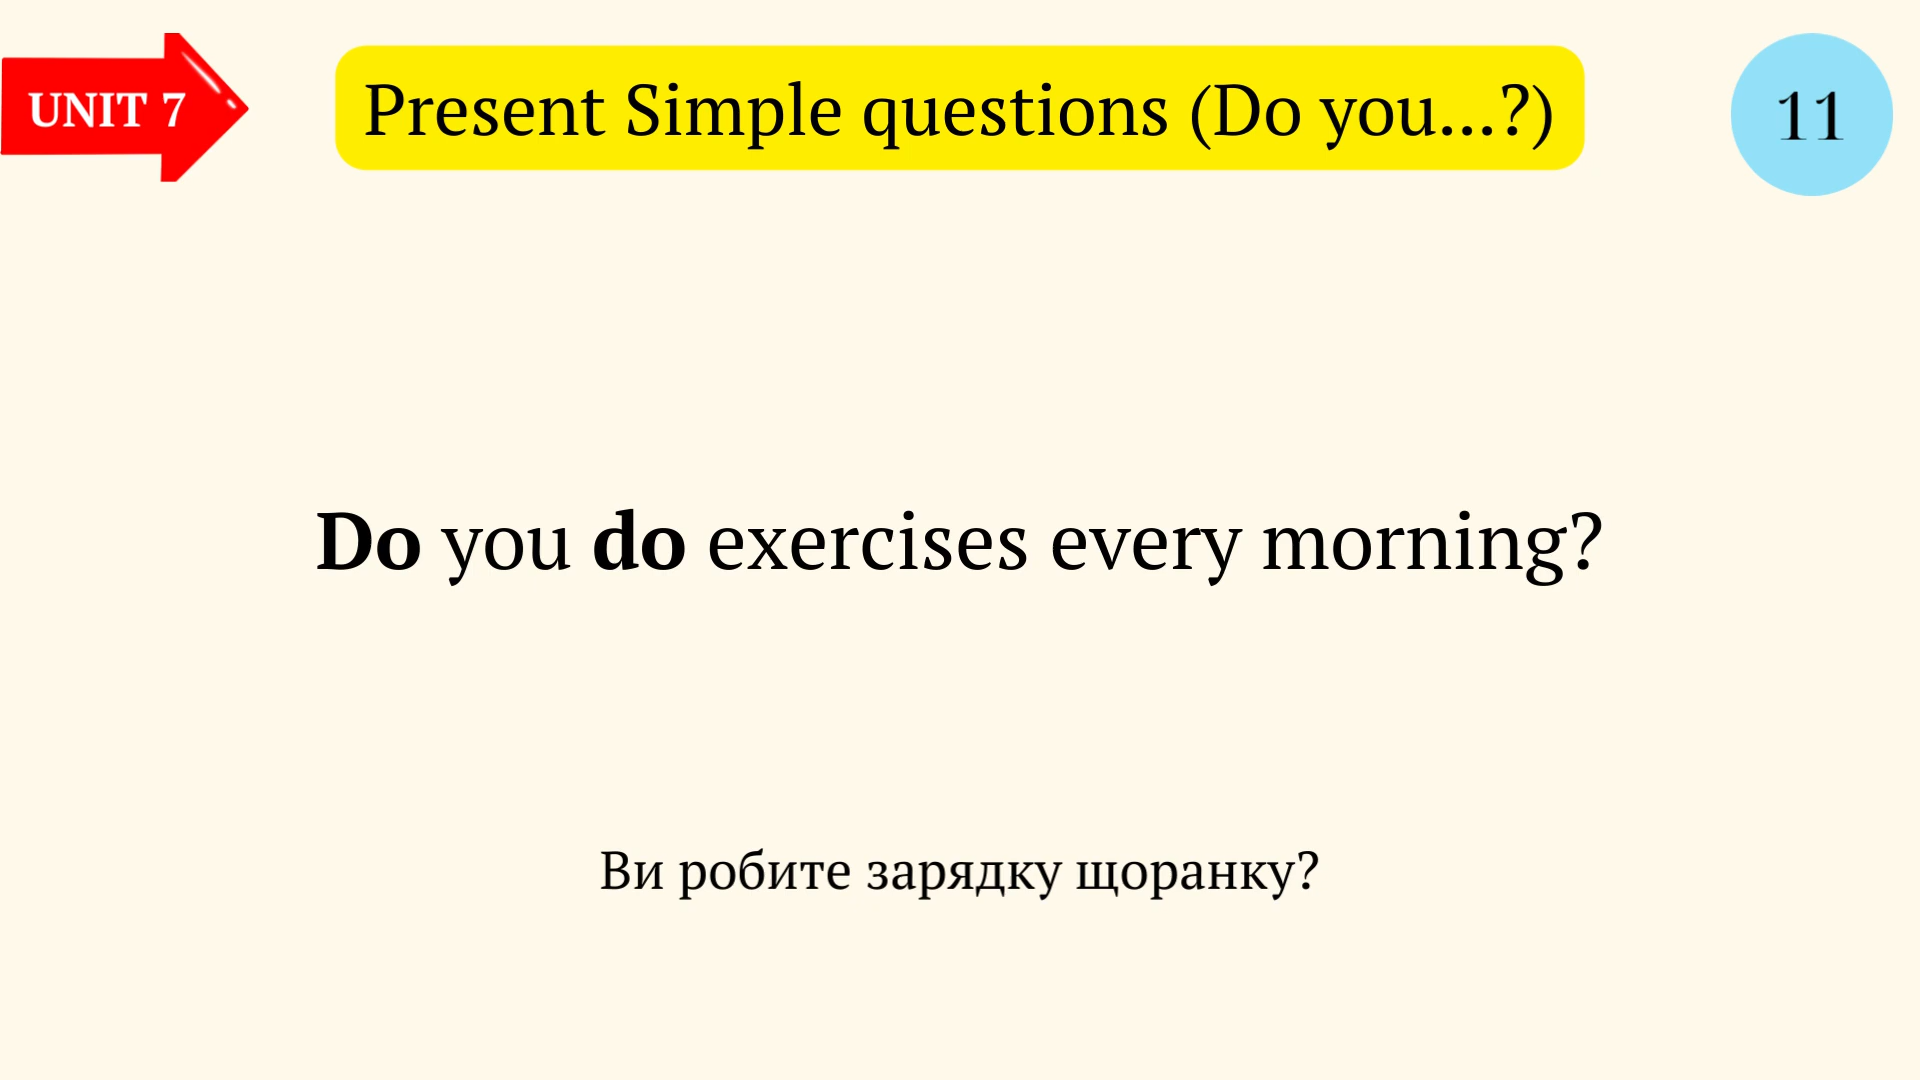 UNIT 7
Present Simple questions (Do you...?)
11
Do you do exercises every morning?
Ви робите зарядку щоранку?